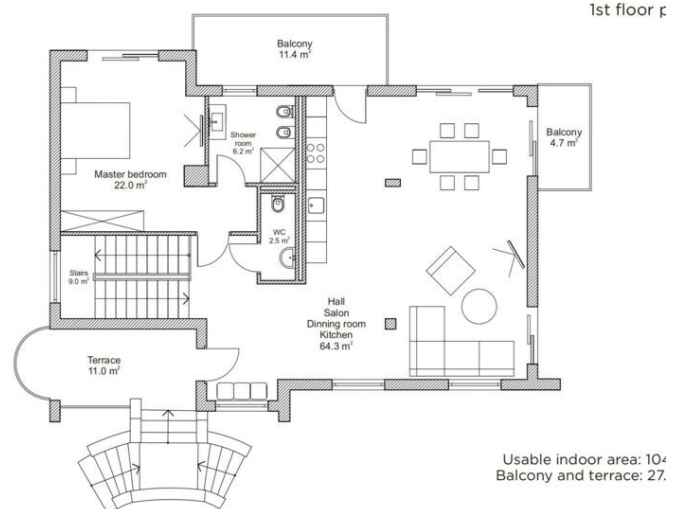 1st floor p
Balcony
11.4 m²
Balcony
4.7 m²
Shower
room
6.2 m²
Master bedroom
22.0 m²
WC
2.5 m²
Stairs
9.0 m²
Hall
Salon
Dinning room
Kitchen
64.3 m²
Terrace
11.0 m²
Usable indoor area: 104
Balcony and terrace: 27.